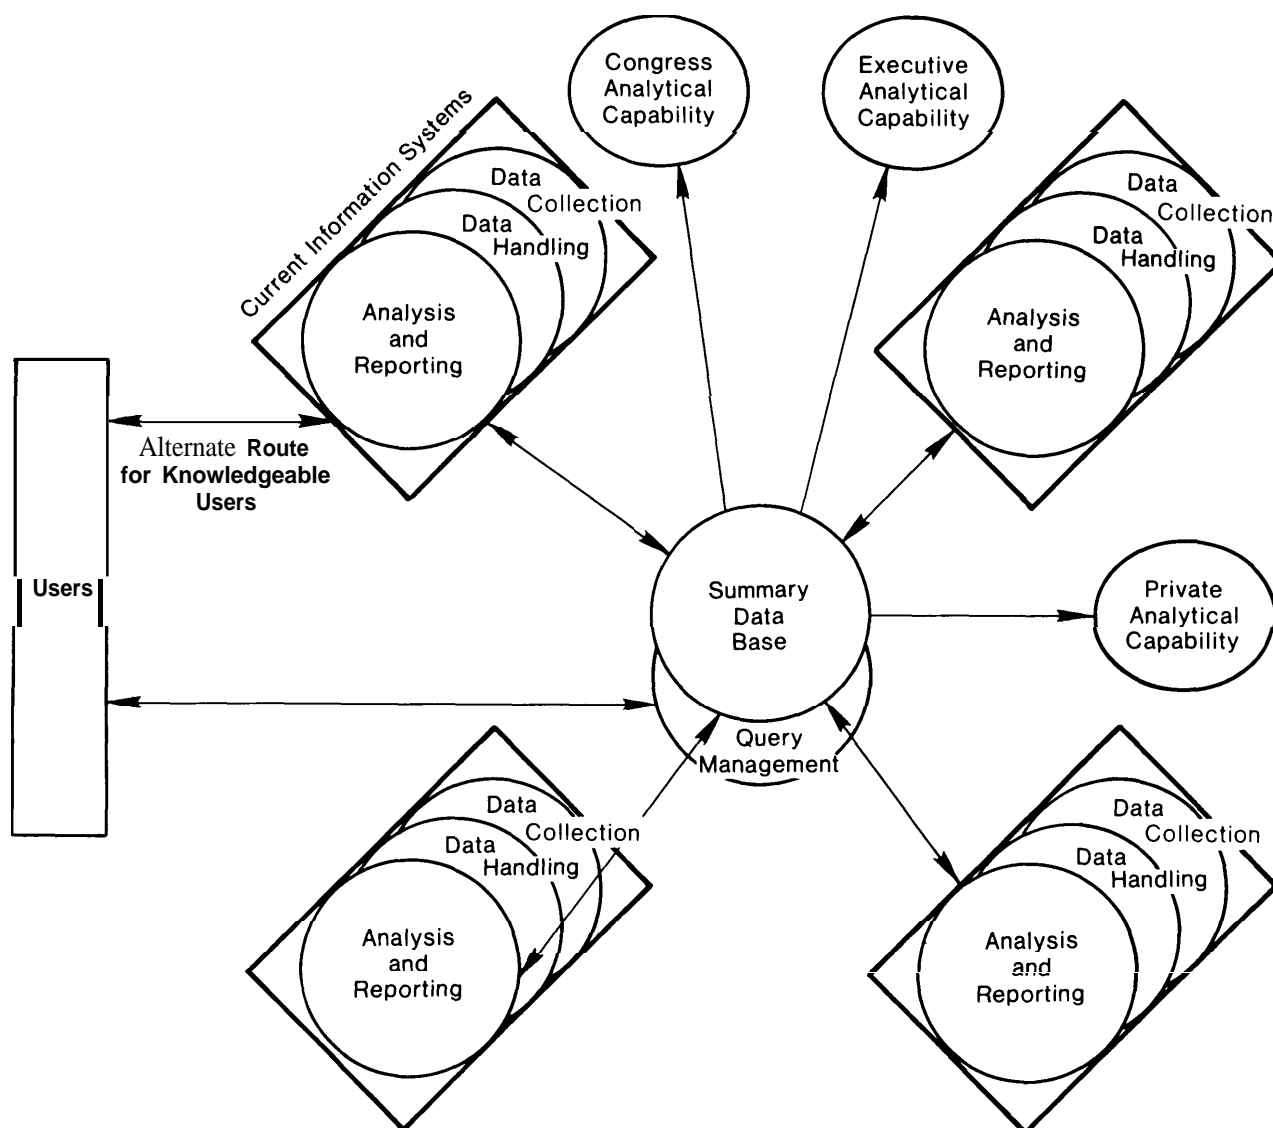 Congress
Analytical
Capability
Executive
Analytical
Capability
Current Information Systems
Data
Collection
Data
Handling
Analysis
and
Reporting
Data
Collection
Data
Handling
Analysis
and
Reporting
Alternate Route
for Knowledgeable
Users
Users
Summary
Data
Base
Query
Management
Private
Analytical
Capability
Data
Collection
Data
Handling
Analysis
and
Reporting
Data
Collection
Data
Handling
Analysis
and
Reporting